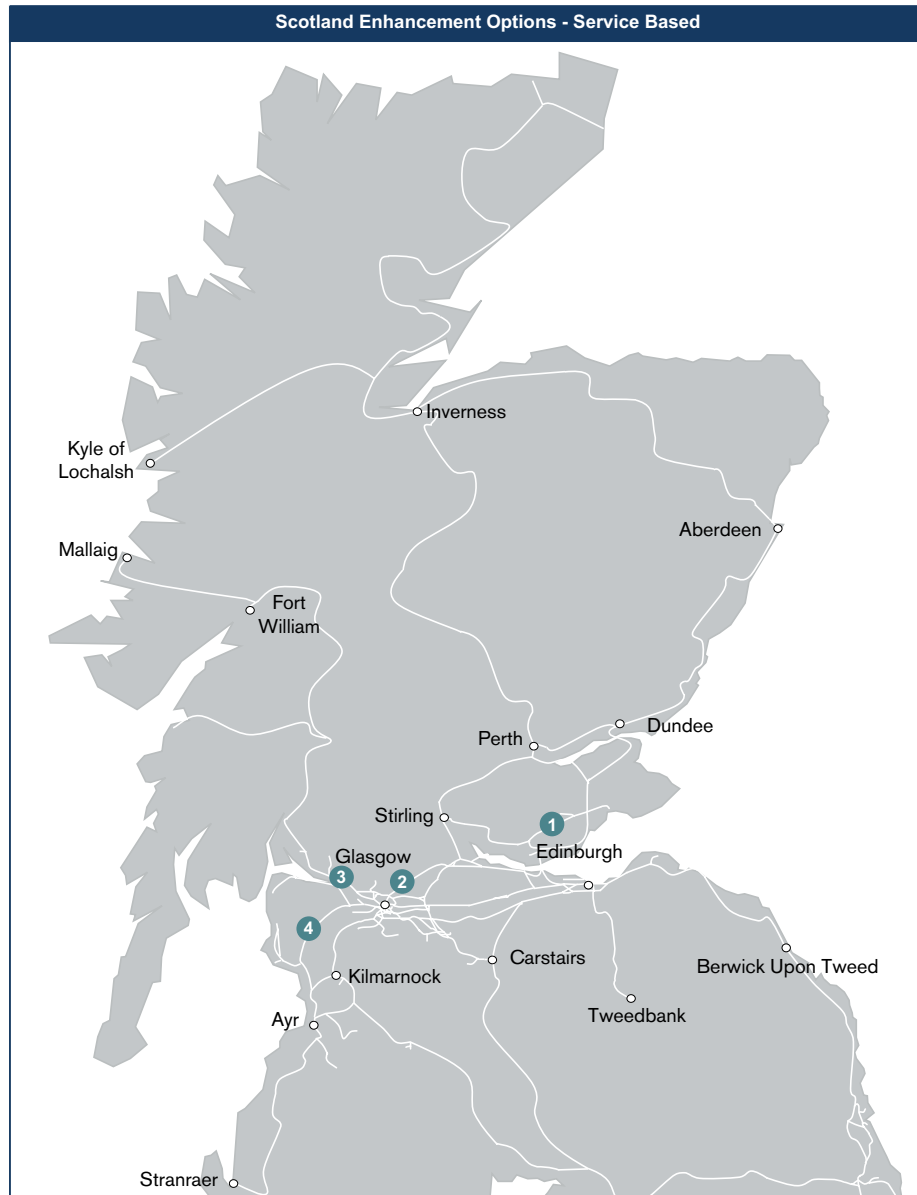 Scotland Enhancement Options - Service Based
Inverness
Kyle of
Lochalsh
Aberdeen
Mallaig
Fort
William
Dundee
Perth
Stirling
1
Edinburgh
Glasgow
3
2
4
Carstairs
Berwick Upon Tweed
Kilmarnock
Tweedbank
Ayr
Stranraer